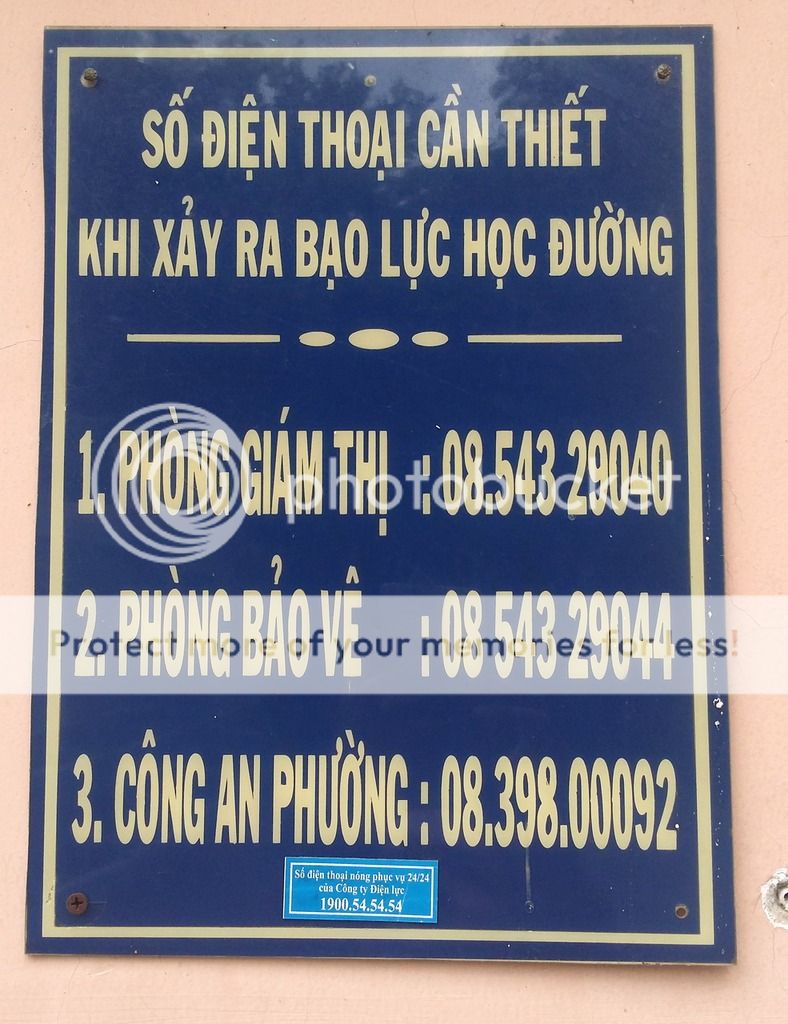 SỐ ĐIỆN THOẠI CẦN THIẾT
KHI XẢY RA BẠO LỰC HỌC ĐƯỜNG
1. PHÒNG GIÁM THỊ : 08.543 29040
photobucket
2. PHÒNG BẢO VÊ : 08 543 29044
Protect more of your memories for less!
3. CÔNG AN PHƯỜNG : 08.398.00092
Số điện thoại nóng phục vụ 24/24
của Công ty Điện lực
1900.54.54.54